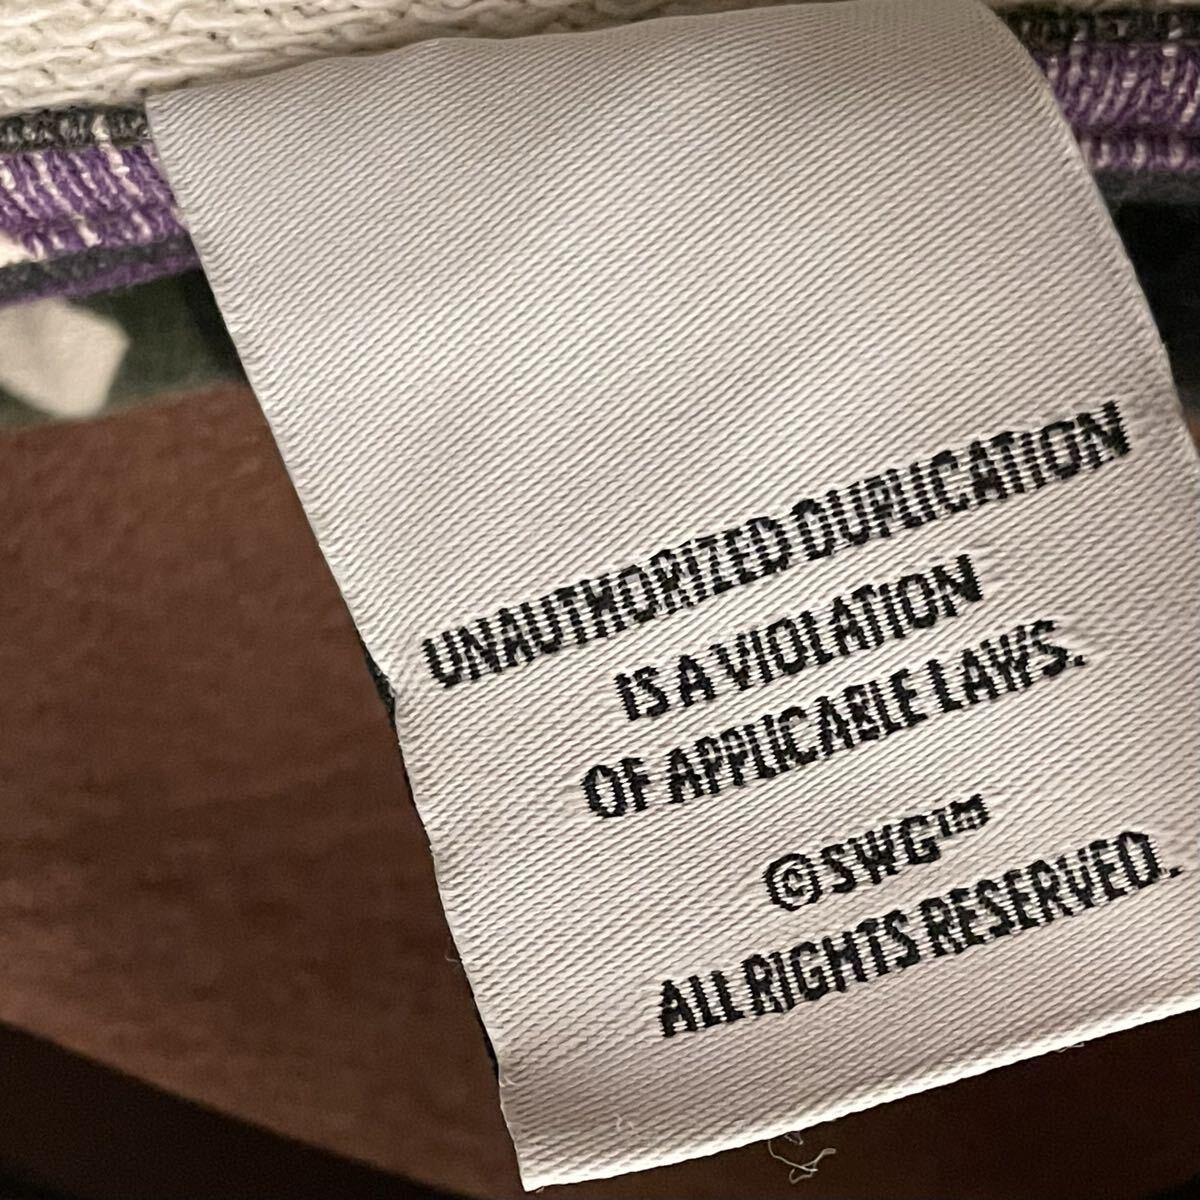 UNAUTHORIZED DUPLICATION
IS A VIOLATION
OF APPLICABLE LAWS.
©SWG™
ALL RIGHTS RESERVED.